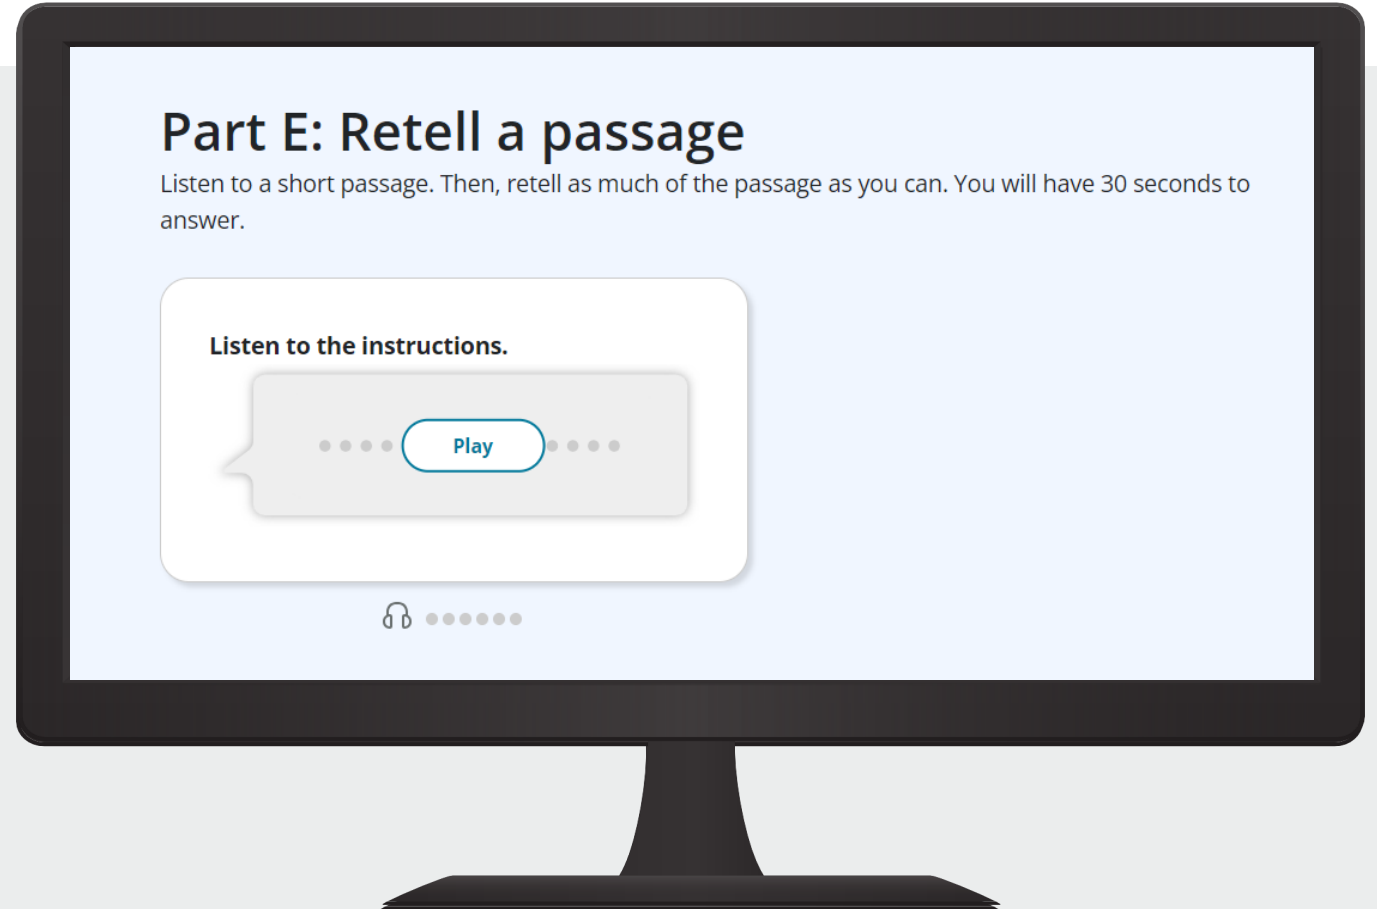 Part E: Retell a passage
Listen to a short passage. Then, retell as much of the passage as you can. You will have 30 seconds to
answer.
Listen to the instructions.
Play